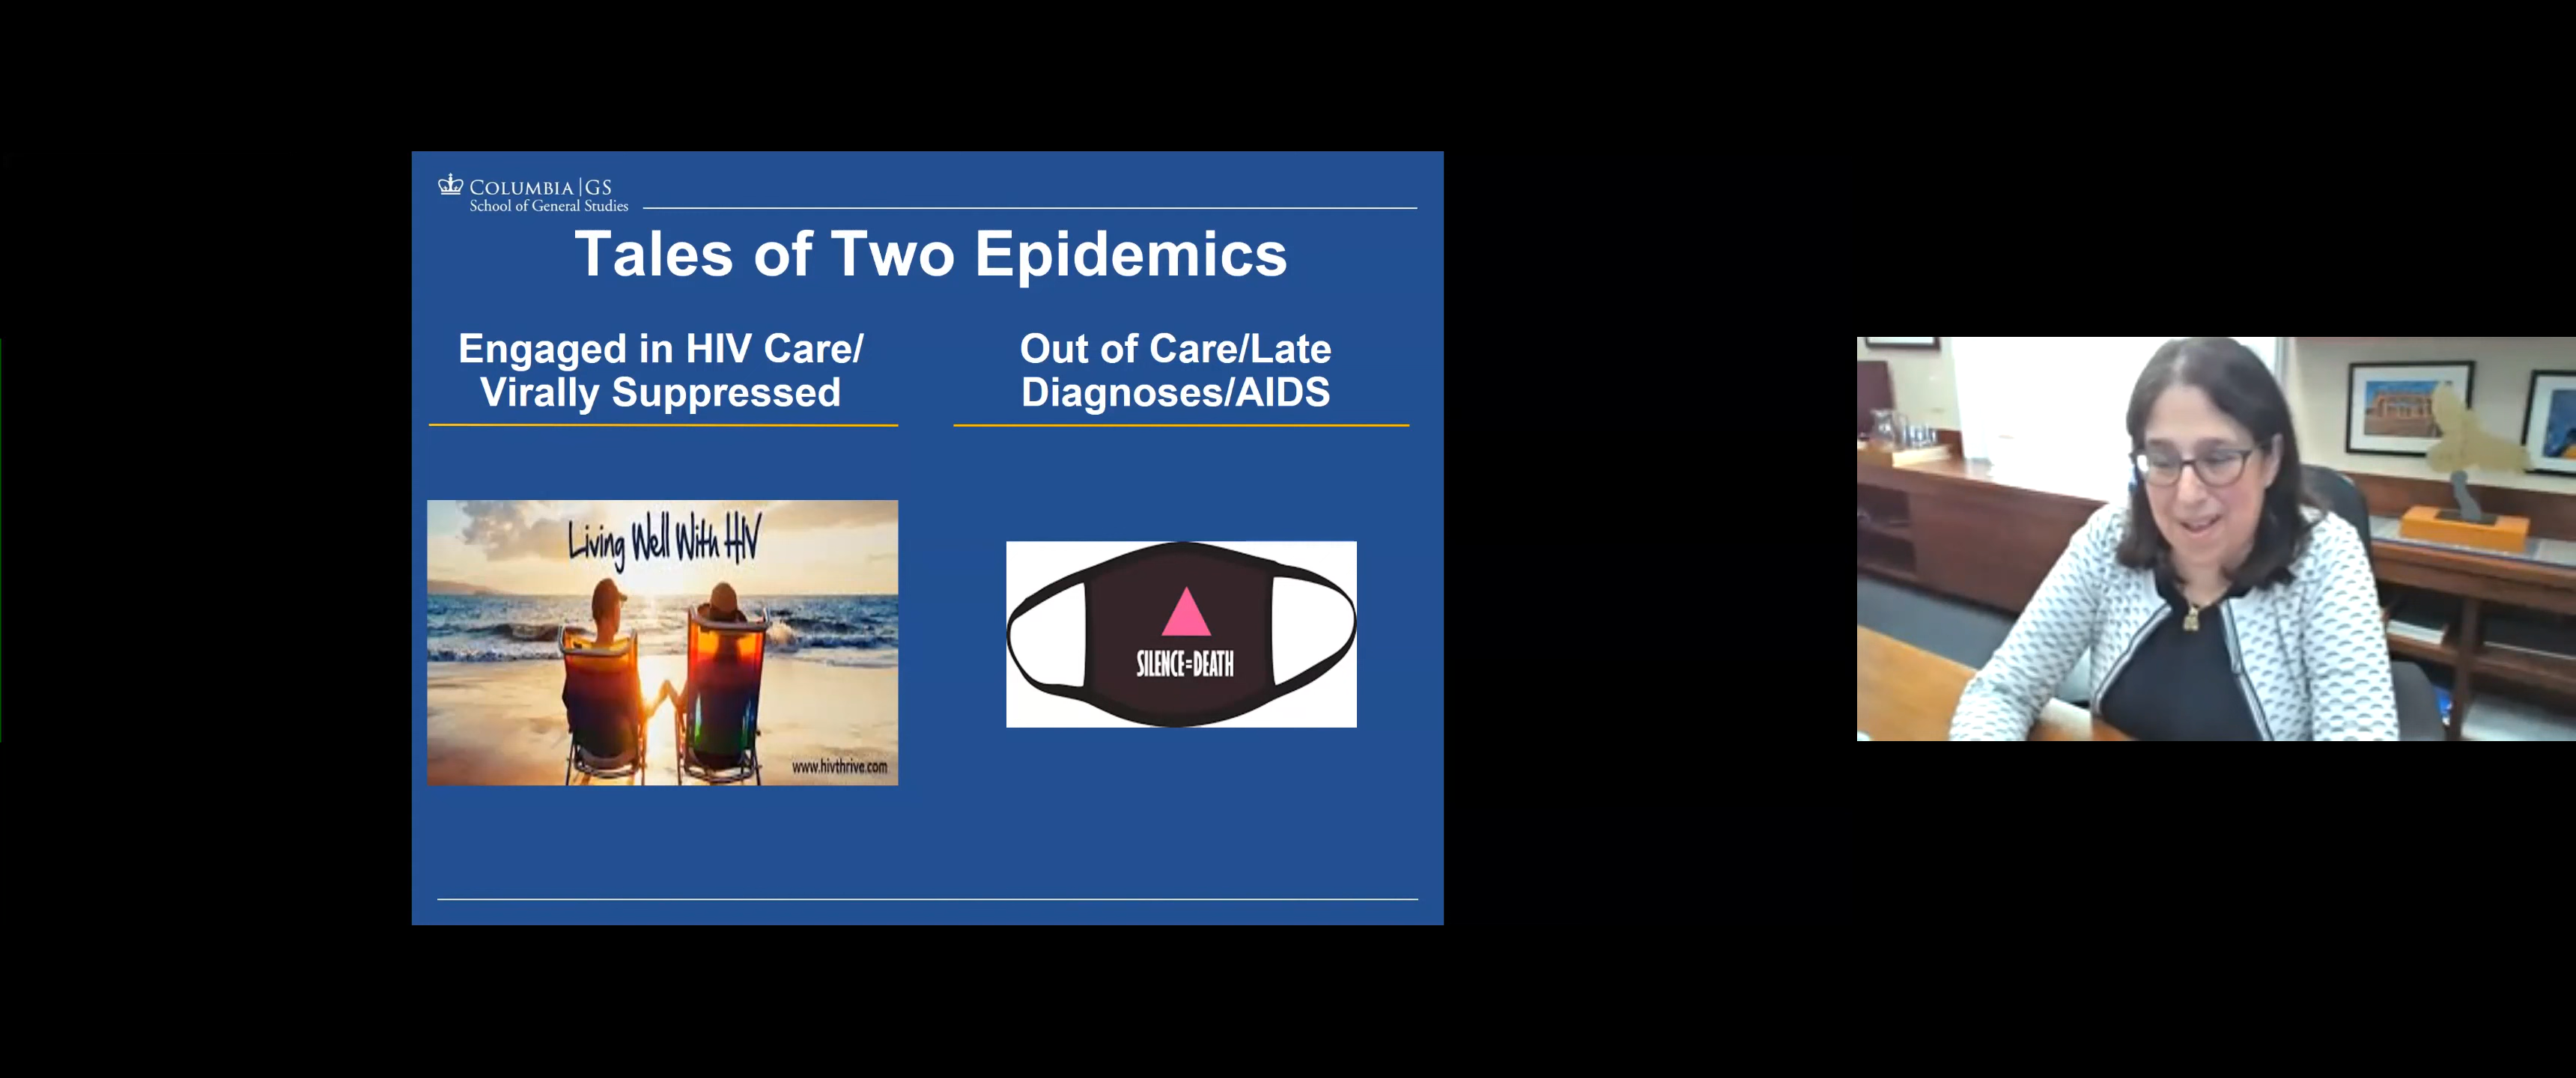 COLUMBIA | GS
School of General Studies
Tales of Two Epidemics
Engaged in HIV Care/
Virally Suppressed
Out of Care/Late
Diagnoses/AIDS
Living Well With HIV
www.hivthrive.com
SILENCE=DEATH